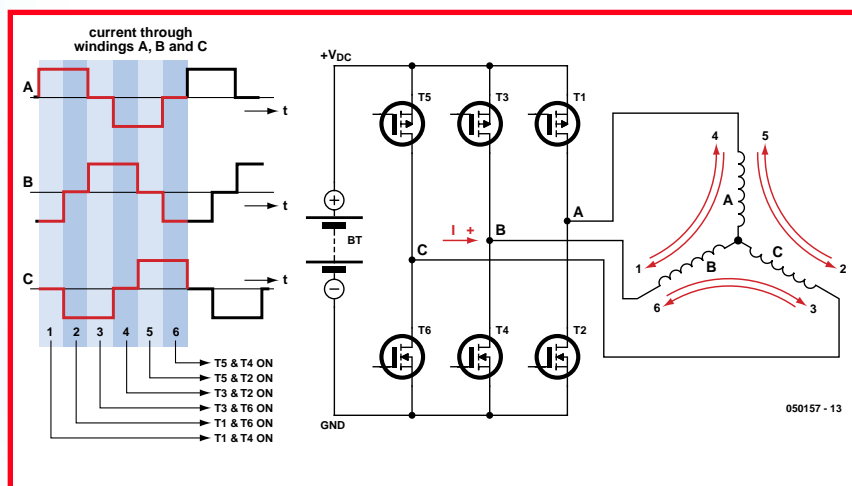 current through
windings A, B and C
A
t
B
t
C
t
1 2 3 4 5 6
T5 & T4 ON
T5 & T2 ON
T3 & T2 ON
T3 & T6 ON
T1 & T6 ON
T1 & T4 ON
+VDC
T5 T3 T1
A
I + B
C
BT
T6 T4 T2
GND
4 5
A
B C
1 2
6 3
050157 - 13